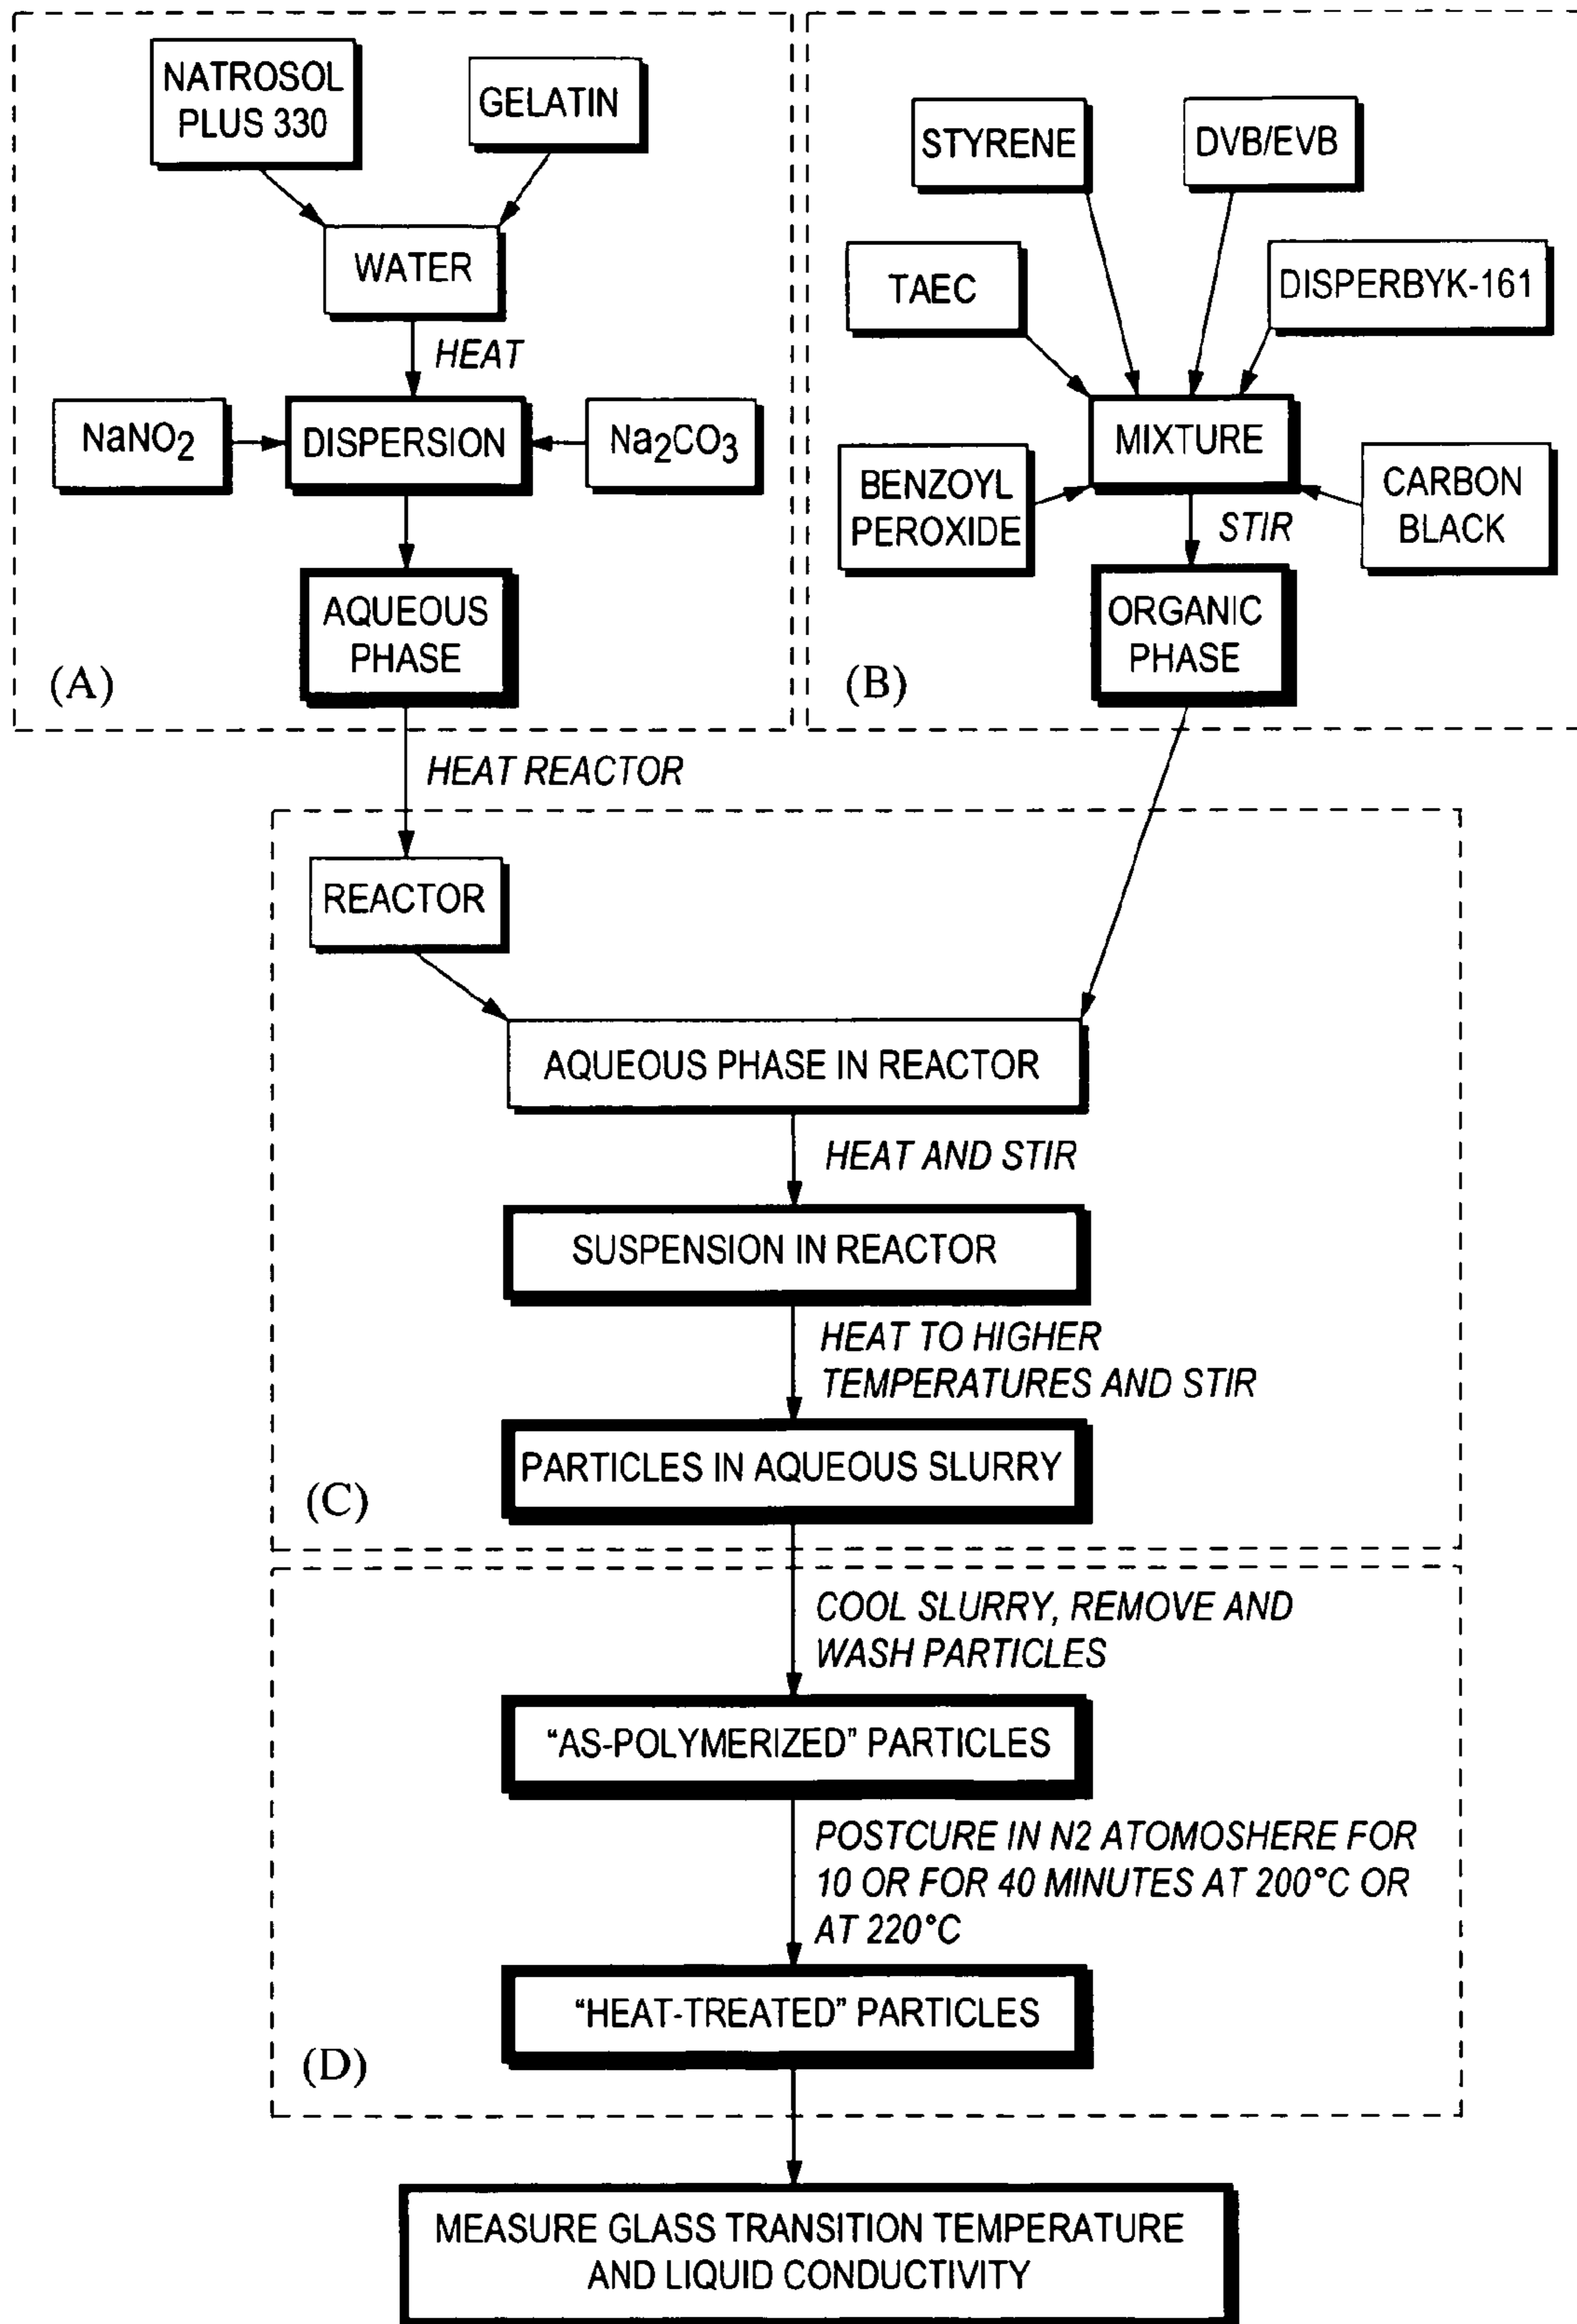 NATROSOL
PLUS 330
GELATIN
WATER
HEAT
NaNO2
DISPERSION
Na2CO3
AQUEOUS
PHASE
(A)
STYRENE
DVB/EVB
TAEC
DISPERBYK-161
MIXTURE
BENZOYL
PEROXIDE
CARBON
BLACK
STIR
ORGANIC
PHASE
(B)
HEAT REACTOR
REACTOR
AQUEOUS PHASE IN REACTOR
HEAT AND STIR
SUSPENSION IN REACTOR
HEAT TO HIGHER
TEMPERATURES AND STIR
PARTICLES IN AQUEOUS SLURRY
(C)
COOL SLURRY, REMOVE AND
WASH PARTICLES
“AS-POLYMERIZED” PARTICLES
POSTCURE IN N2 ATOMOSHERE FOR
10 OR FOR 40 MINUTES AT 200°C OR
AT 220°C
“HEAT-TREATED” PARTICLES
(D)
MEASURE GLASS TRANSITION TEMPERATURE
AND LIQUID CONDUCTIVITY